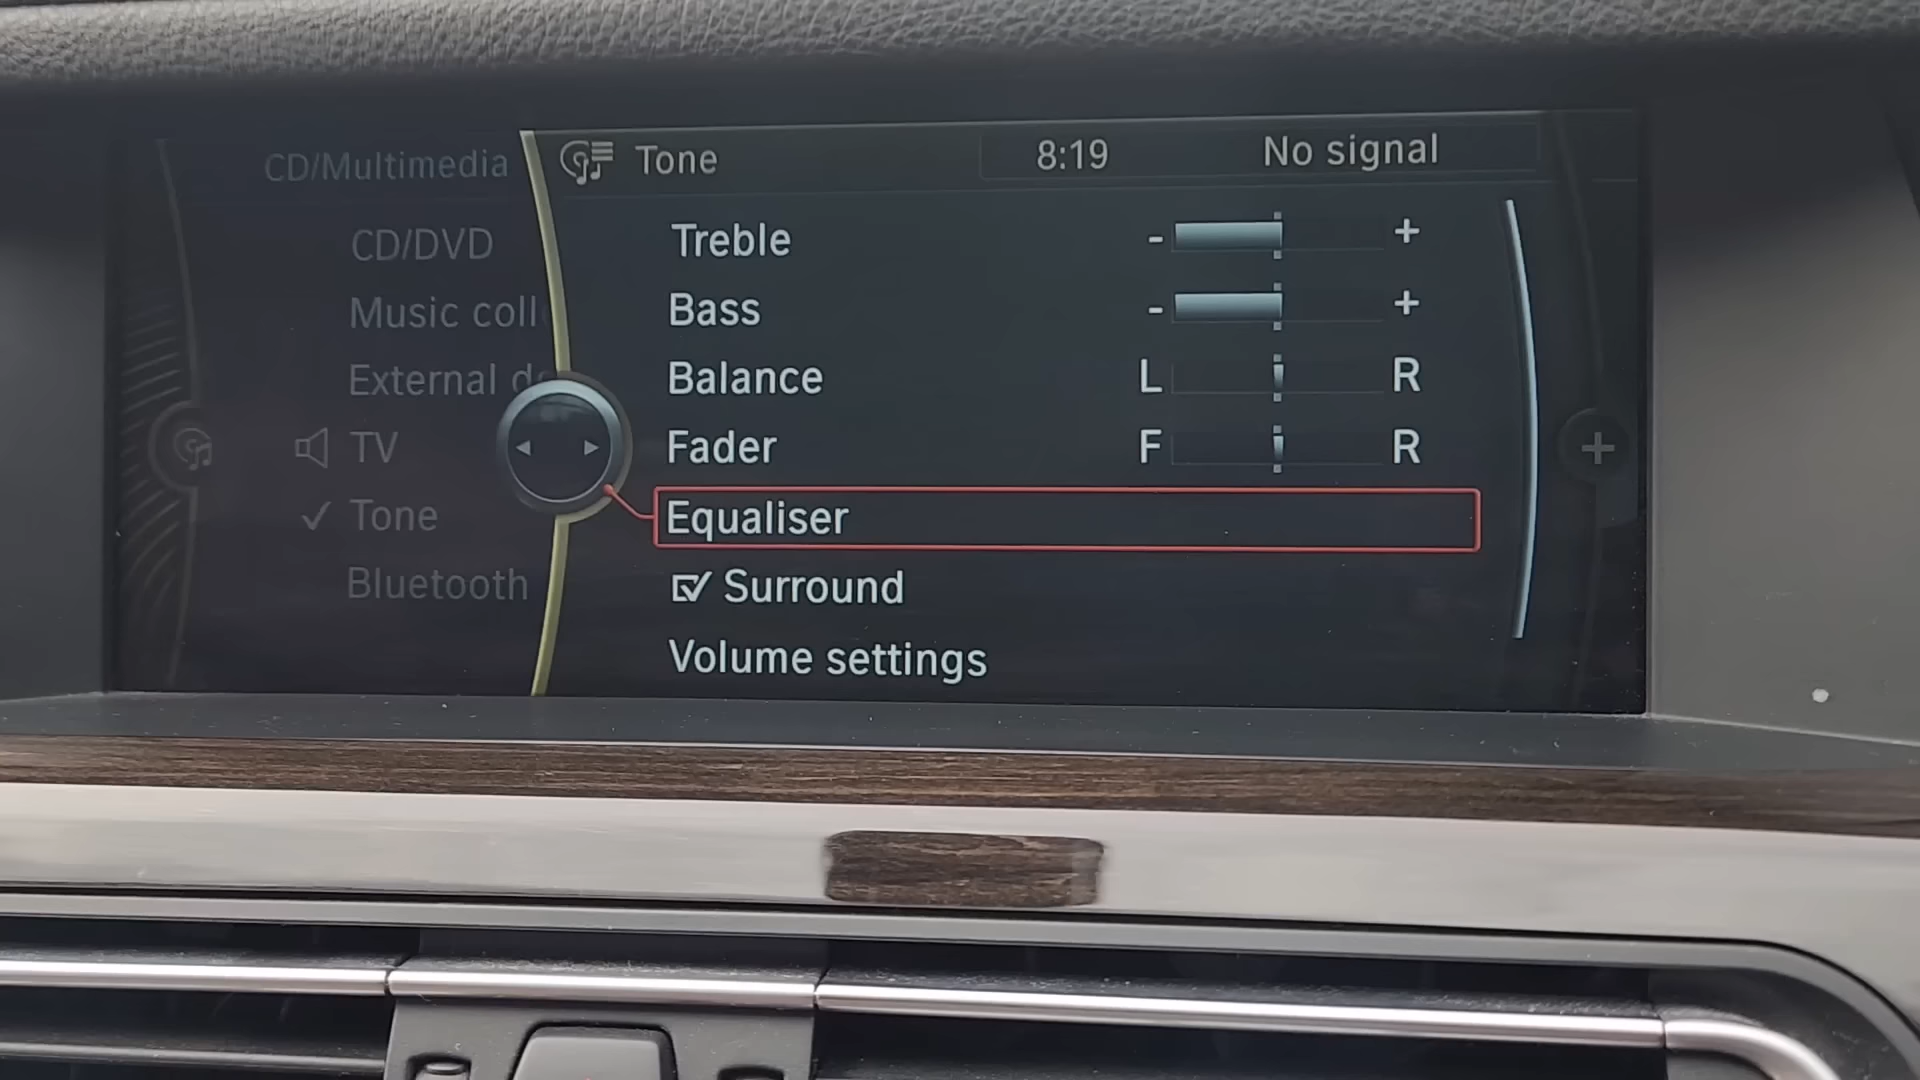 CD/Multimedia
CD/DVD
Music coll
External de
TV
Tone
Bluetooth
Tone 8:19 No signal
Treble - +
Bass - +
Balance L R
Fader F R
Equaliser
Surround
Volume settings